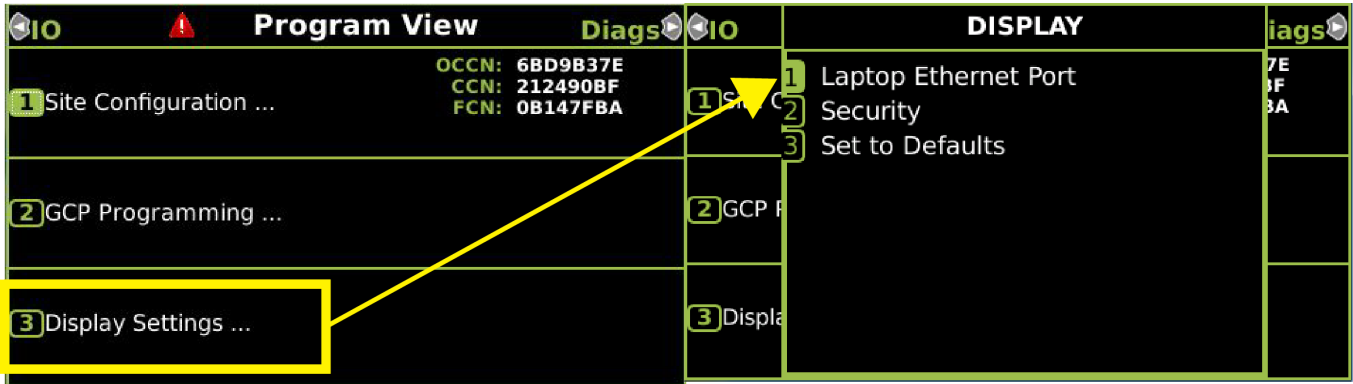 IO Program View Diags
OCCN: 6BD9B37E
CCN: 212490BF
FCN: 0B147FBA
1 Site Configuration ...
2 GCP Programming ...
3 Display Settings ...
IO DISPLAY iags
1 Laptop Ethernet Port
2 Security
3 Set to Defaults
7E
BF
BA
1
2 GCP
3 Displa